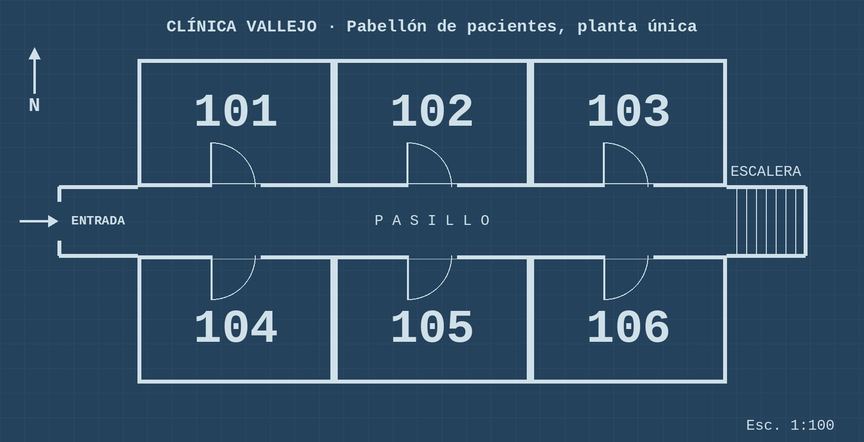 CLÍNICA VALLEJO · Pabellón de pacientes, planta única
N
101 102 103
ESCALERA
ENTRADA
PASILLO
104 105 106
Esc. 1:100